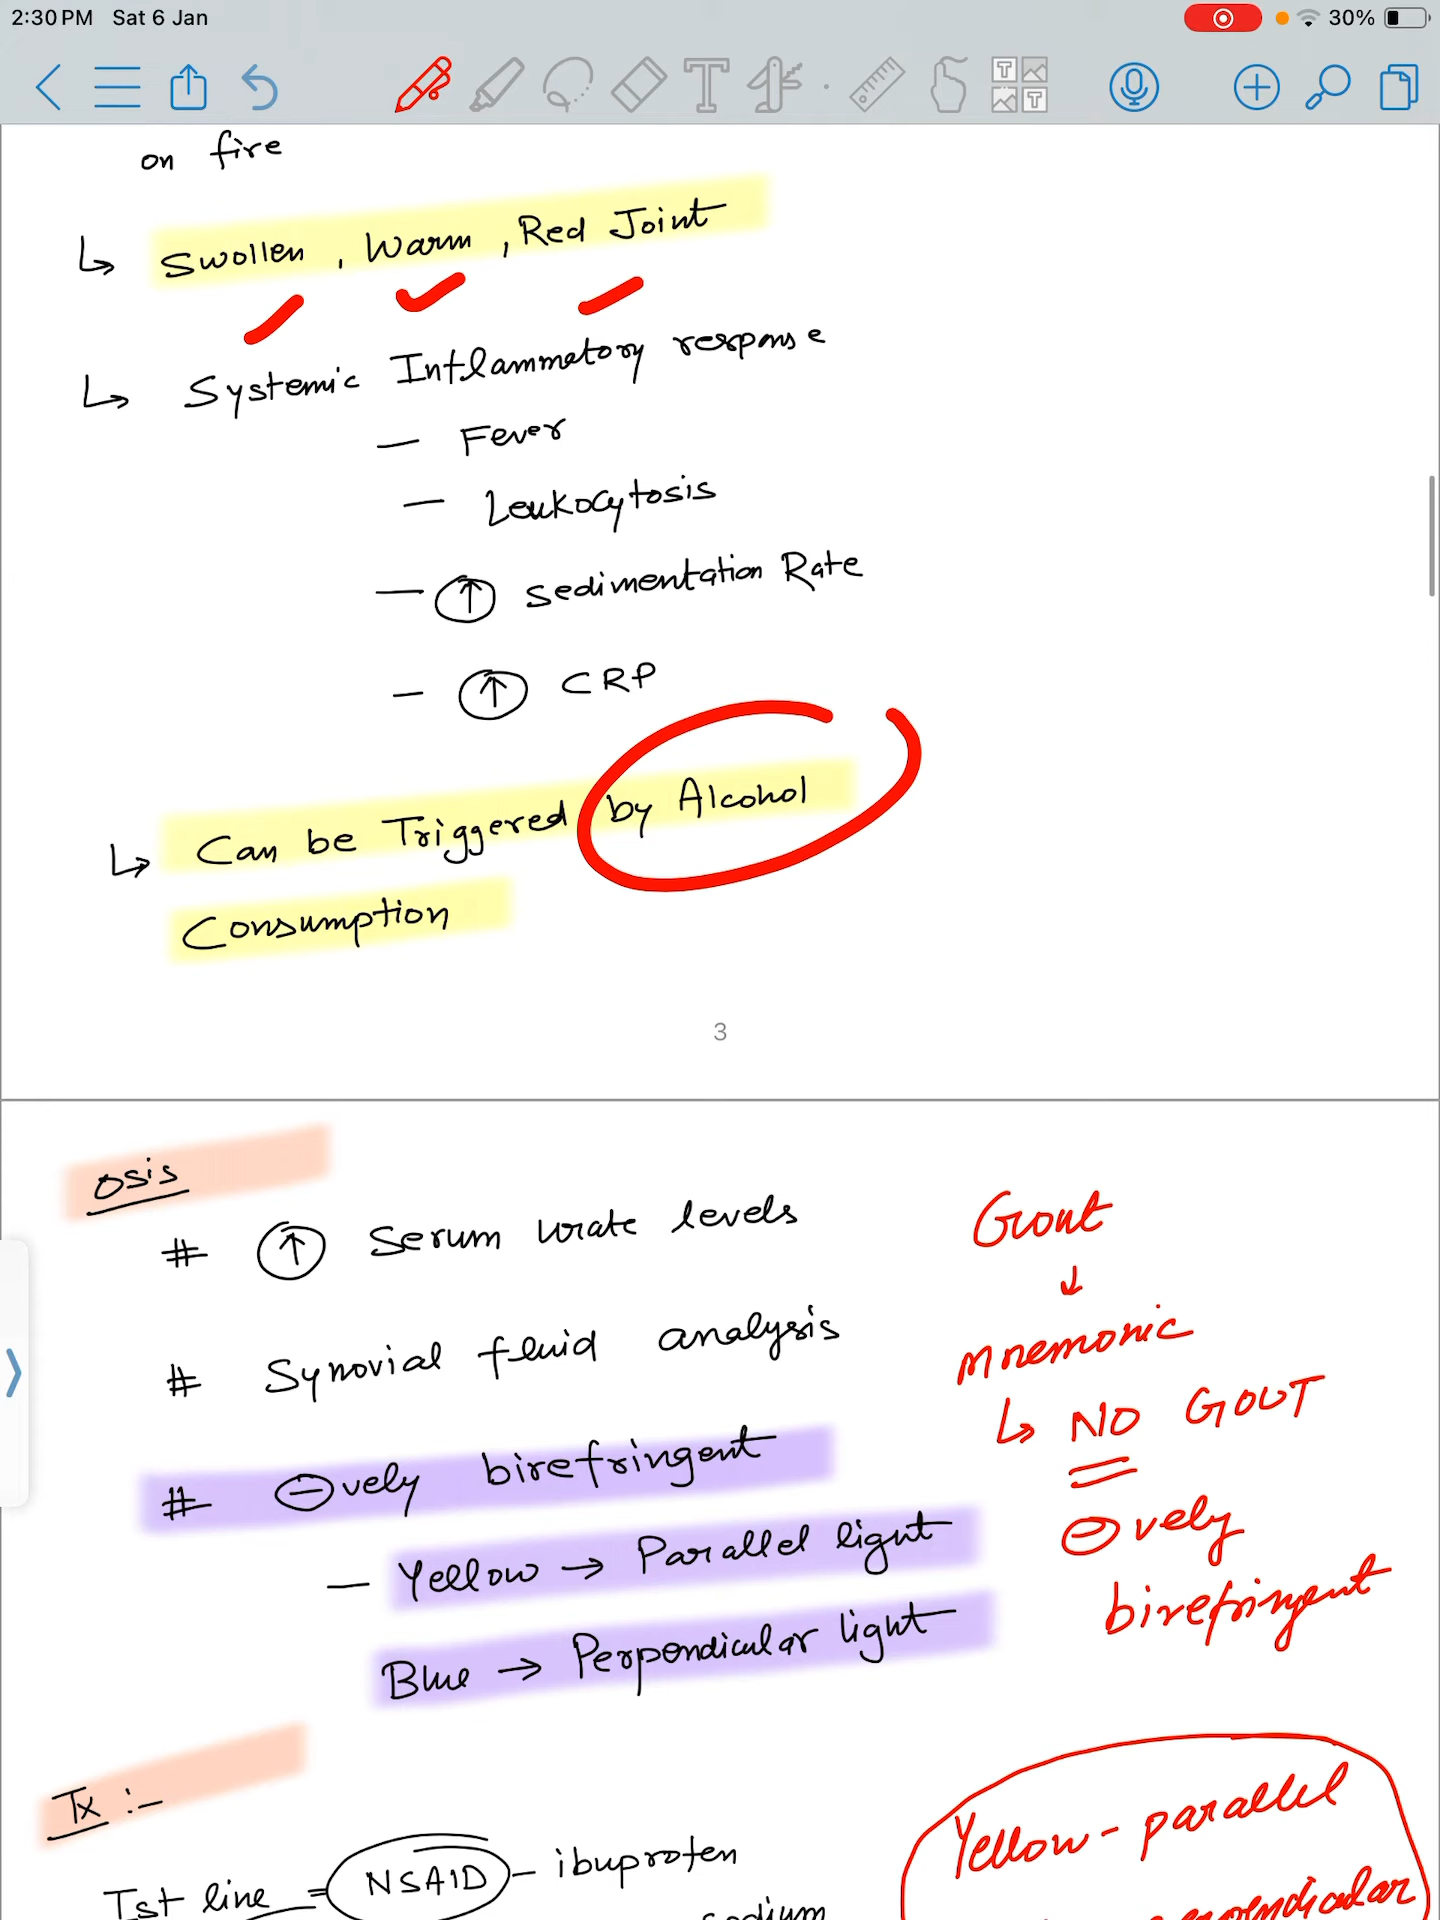 2:30 PM Sat 6 Jan
30%
on fire
↳ Swollen, Warm, Red Joint
↳ Systemic Inflammatory response
— Fever
— Leukocytosis
— ↑ Sedimentation Rate
— ↑ CRP
↳ Can be Triggered by Alcohol
Consumption
3
osis
# ↑ Serum urate levels
# Synovial fluid analysis
# ⊖vely birefringent
— Yellow → Parallel light
Blue → Perpendicular light
Gout
↓
mnemonic
↳ NO GOUT
⊖vely
birefringent
Tx :-
Ist line = NSAID - ibuprofen
sodium
Yellow - parallel